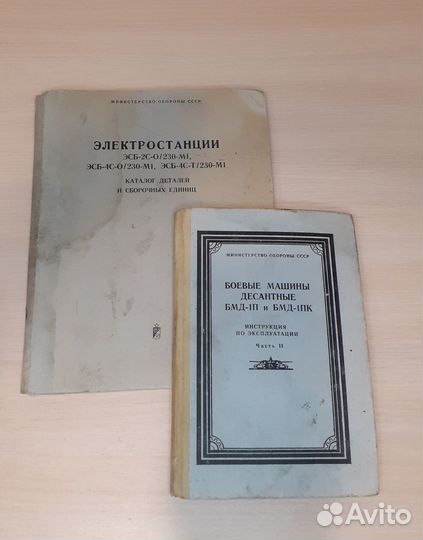 МИНИСТЕРСТВО ОБОРОНЫ СССР
ЭЛЕКТРОСТАНЦИИ
ЭСБ-2С-О/230-М1,
ЭСБ-4С-О/230-М1, ЭСБ-4С-Т/230-М1
КАТАЛОГ ДЕТАЛЕЙ
И СБОРОЧНЫХ ЕДИНИЦ
МИНИСТЕРСТВО ОБОРОНЫ СССР
БОЕВЫЕ МАШИНЫ
ДЕСАНТНЫЕ
БМД-1П и БМД-1ПК
ИНСТРУКЦИЯ
ПО ЭКСПЛУАТАЦИИ
Часть II
Avito